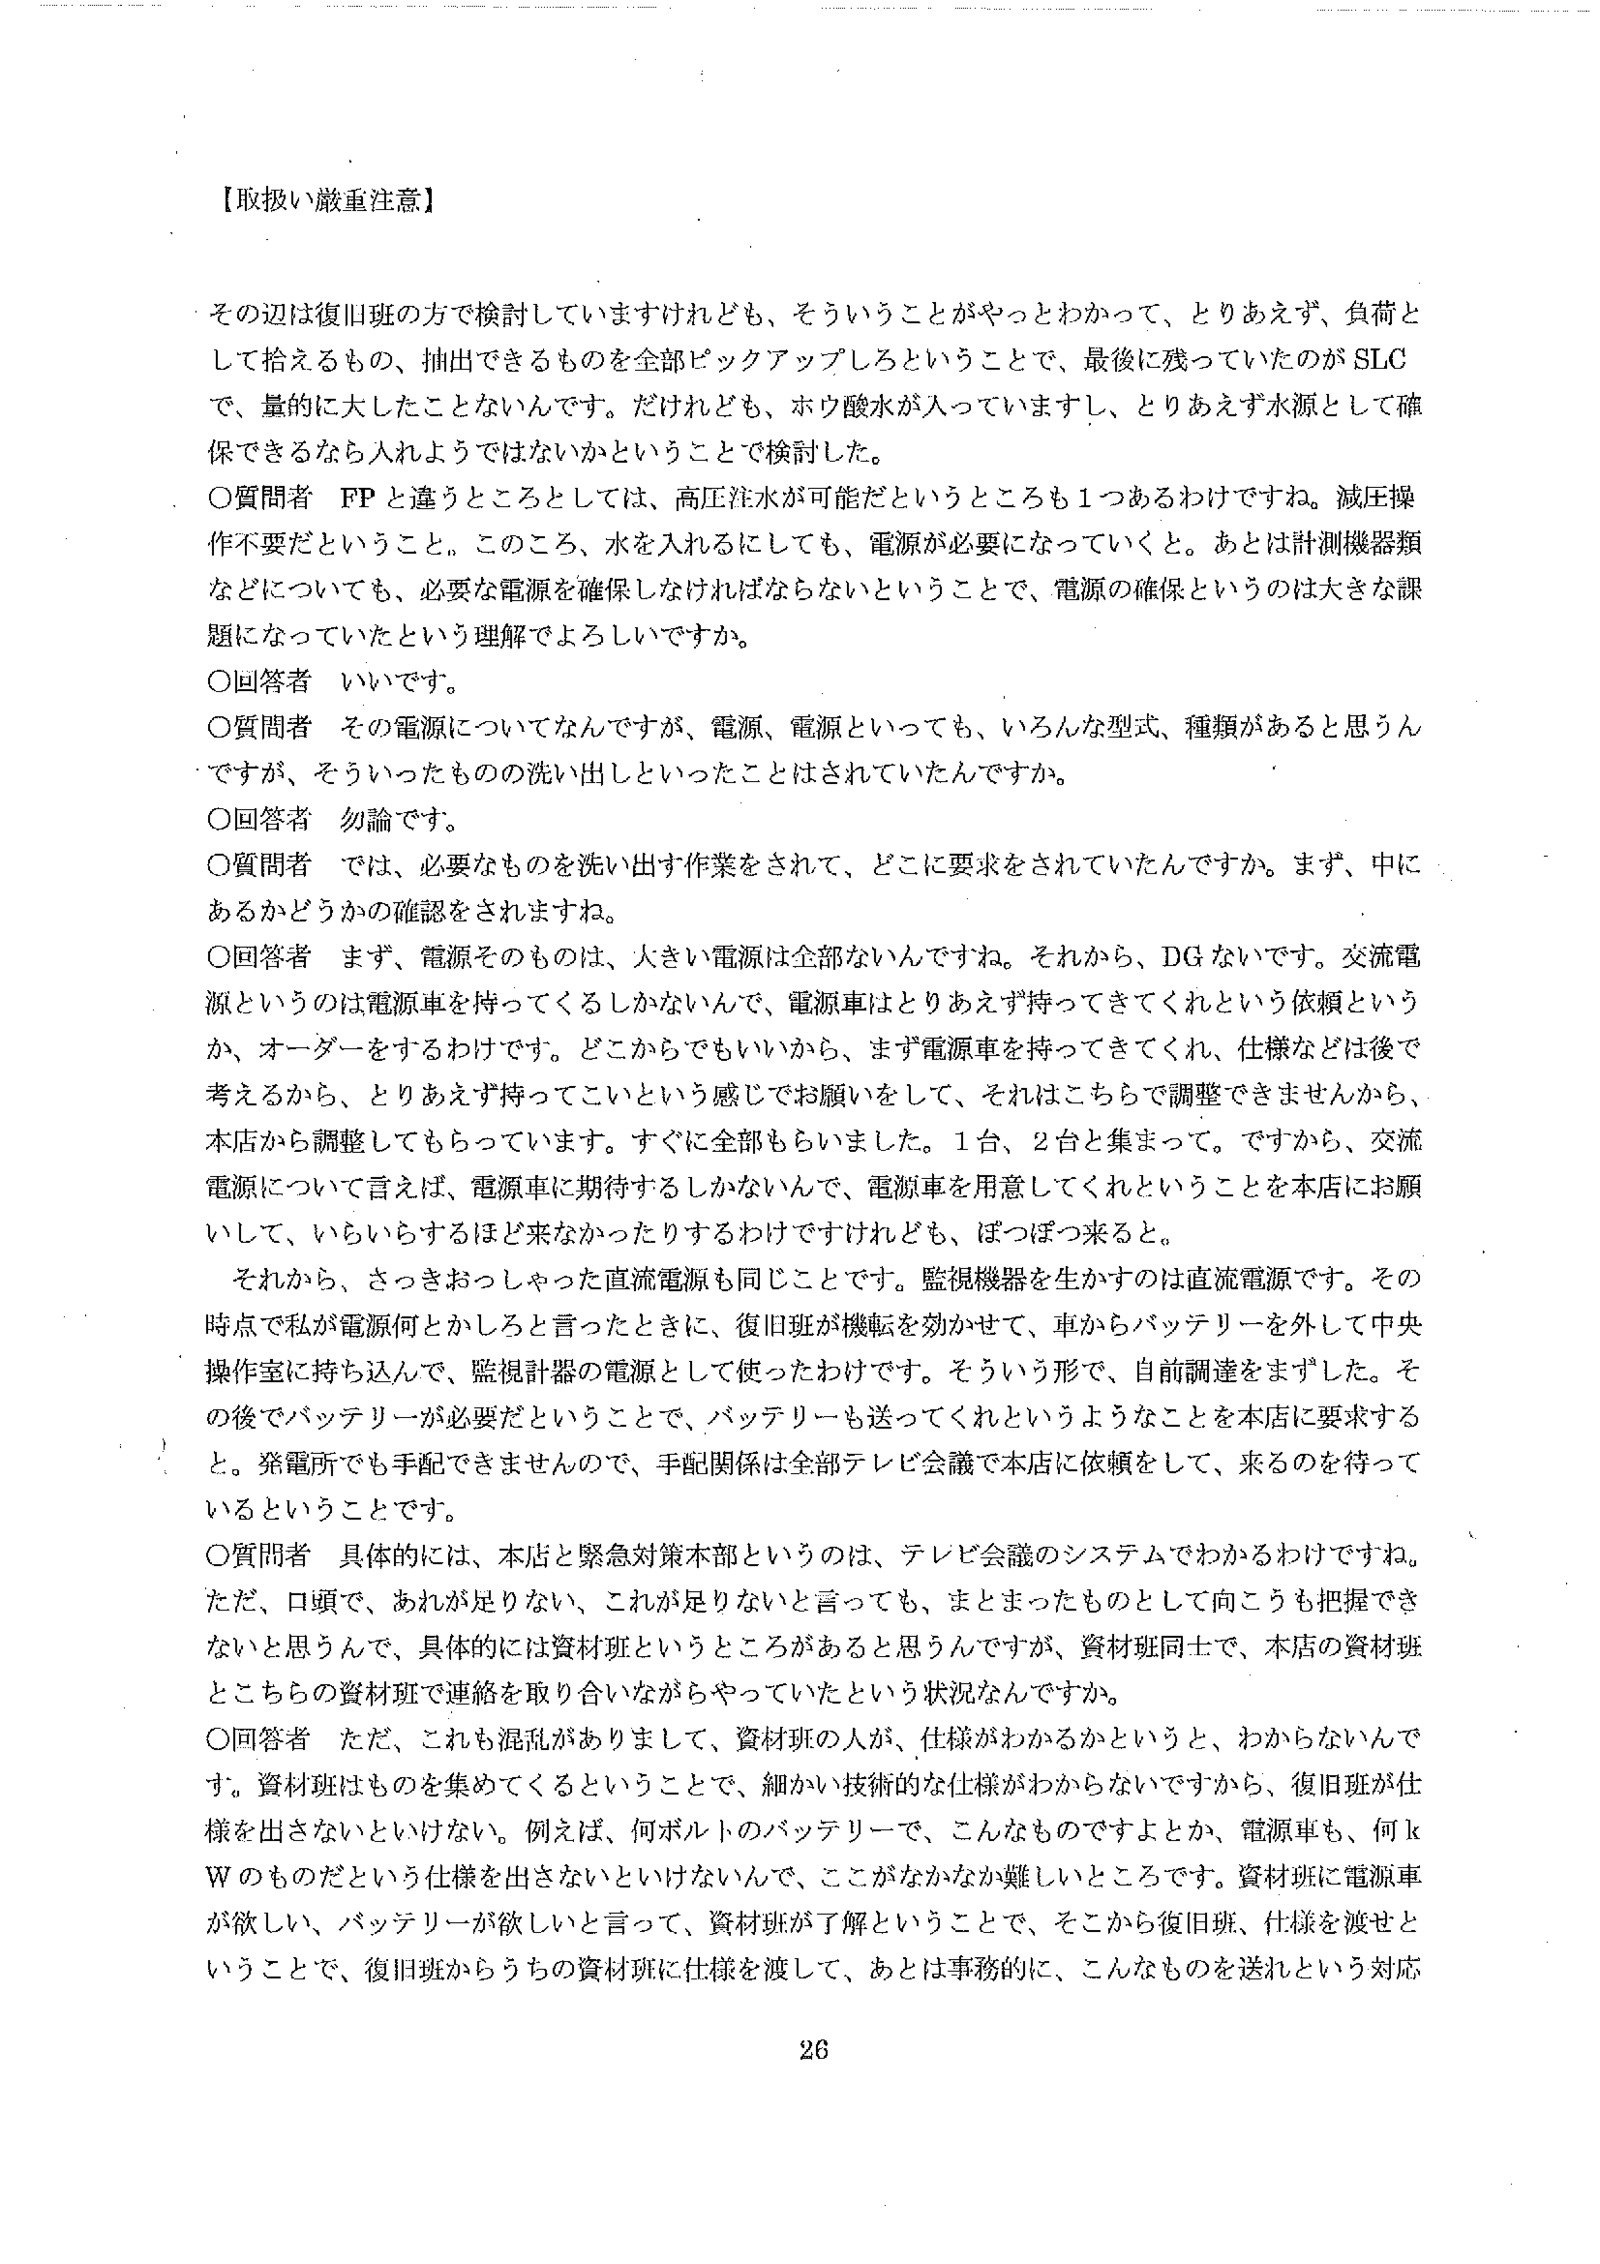 【取扱い厳重注意】
その辺は復旧班の方で検討していますけれども、そういうことがやっとわかって、とりあえず、負荷と
して拾えるもの、抽出できるものを全部ピックアップしろということで、最後に残っていたのが SLC
で、量的に大したことないんです。だけれども、ホウ酸水が入っていますし、とりあえず水源として確
保できるなら入れようではないかということで検討した。
〇質問者　FP と違うところとしては、高圧注水が可能だというところも１つあるわけですね。減圧操
作不要だということ。このころ、水を入れるにしても、電源が必要になっていくと。あとは計測機器類
などについても、必要な電源を確保しなければならないということで、電源の確保というのは大きな課
題になっていたという理解でよろしいですか。
〇回答者　いいです。
〇質問者　その電源についてなんですが、電源、電源といっても、いろんな型式、種類があると思うん
ですが、そういったものの洗い出しといったことはされていたんですか。
〇回答者　勿論です。
〇質問者　では、必要なものを洗い出す作業をされて、どこに要求をされていたんですか。まず、中に
あるかどうかの確認をされますね。
〇回答者　まず、電源そのものは、大きい電源は全部ないんですね。それから、DG ないです。交流電
源というのは電源車を持ってくるしかないんで、電源車はとりあえず持ってきてくれという依頼という
か、オーダーをするわけです。どこからでもいいから、まず電源車を持ってきてくれ、仕様などは後で
考えるから、とりあえず持ってこいという感じでお願いをして、それはこちらで調整できませんから、
本店から調整してもらっています。すぐに全部もらいました。１台、２台と集まって。ですから、交流
電源について言えば、電源車に期待するしかないんで、電源車を用意してくれということを本店にお願
いして、いらいらするほど来なかったりするわけですけれども、ぽつぽつ来ると。
　それから、さっきおっしゃった直流電源も同じことです。監視機器を生かすのは直流電源です。その
時点で私が電源何とかしろと言ったときに、復旧班が機転を効かせて、車からバッテリーを外して中央
操作室に持ち込んで、監視計器の電源として使ったわけです。そういう形で、自前調達をまずした。そ
の後でバッテリーが必要だということで、バッテリーも送ってくれというようなことを本店に要求する
と。発電所でも手配できませんので、手配関係は全部テレビ会議で本店に依頼をして、来るのを待って
いるということです。
〇質問者　具体的には、本店と緊急対策本部というのは、テレビ会議のシステムでわかるわけですね。
ただ、口頭で、あれが足りない、これが足りないと言っても、まとまったものとして向こうも把握でき
ないと思うんで、具体的には資材班というところがあると思うんですが、資材班同士で、本店の資材班
とこちらの資材班で連絡を取り合いながらやっていたという状況なんですか。
〇回答者　ただ、これも混乱がありまして、資材班の人が、仕様がわかるかというと、わからないんで
す。資材班はものを集めてくるということで、細かい技術的な仕様がわからないですから、復旧班が仕
様を出さないといけない。例えば、何ボルトのバッテリーで、こんなものですよとか、電源車も、何 k
W のものだという仕様を出さないといけないんで、ここがなかなか難しいところです。資材班に電源車
が欲しい、バッテリーが欲しいと言って、資材班が了解ということで、そこから復旧班、仕様を渡せと
いうことで、復旧班からうちの資材班に仕様を渡して、あとは事務的に、こんなものを送れという対応
26